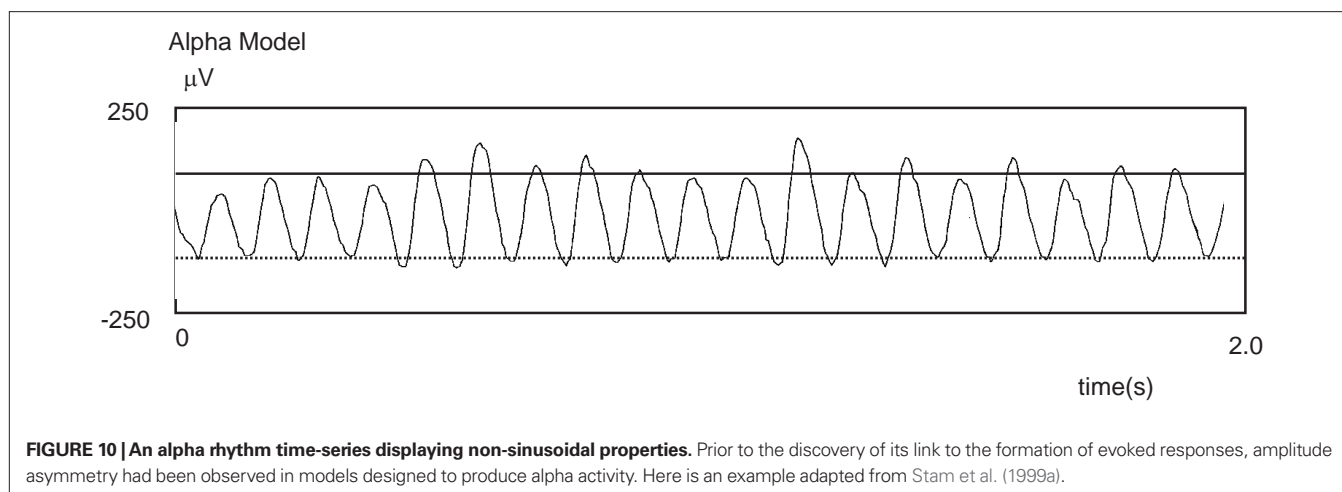 Alpha Model
μV
250
-250
0
2.0
time(s)
FIGURE 10 | An alpha rhythm time-series displaying non-sinusoidal properties. Prior to the discovery of its link to the formation of evoked responses, amplitude
asymmetry had been observed in models designed to produce alpha activity. Here is an example adapted from Stam et al. (1999a).